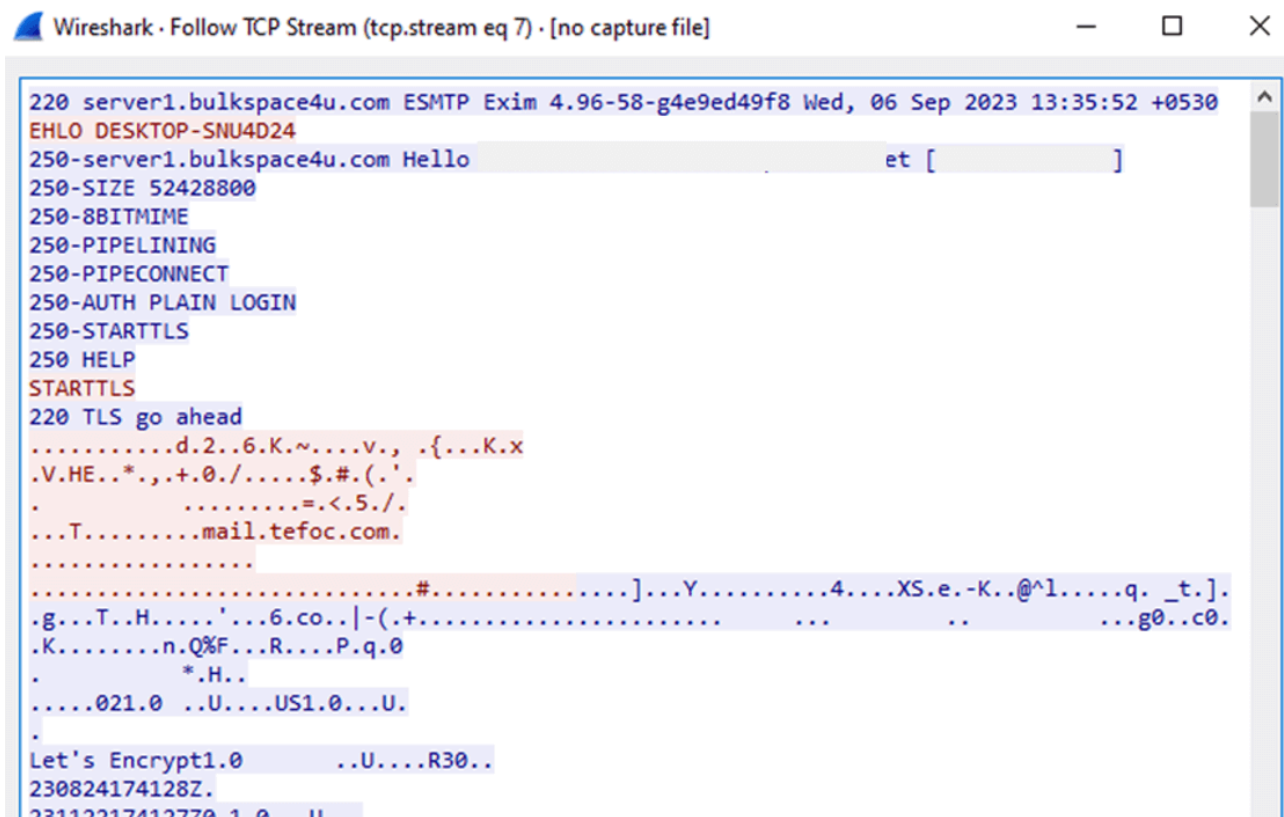 Wireshark · Follow TCP Stream (tcp.stream eq 7) · [no capture file]
220 server1.bulkspace4u.com ESMTP Exim 4.96-58-g4e9ed49f8 Wed, 06 Sep 2023 13:35:52 +0530
EHLO DESKTOP-SNU4D24
250-server1.bulkspace4u.com Hello et [ ]
250-SIZE 52428800
250-8BITMIME
250-PIPELINING
250-PIPECONNECT
250-AUTH PLAIN LOGIN
250-STARTTLS
250 HELP
STARTTLS
220 TLS go ahead
...........d.2..6.K.~....v., .{...K.x
.V.HE..*.,.+.0./.....$.#.(.'.
. .........=.<.5./.
...T.........mail.tefoc.com.
.................
.............................#...............]...Y..........4....XS.e.-K..@^l.....q. _t.].
.g...T..H.....'...6.co..|-(.+....................... ... .. ...g0..c0.
.K........n.Q%F...R....P.q.0
. *.H..
.....021.0 ..U....US1.0...U.
.
Let's Encrypt1.0 ..U....R30..
230824174128Z.
231122174127Z0.1.0...U...